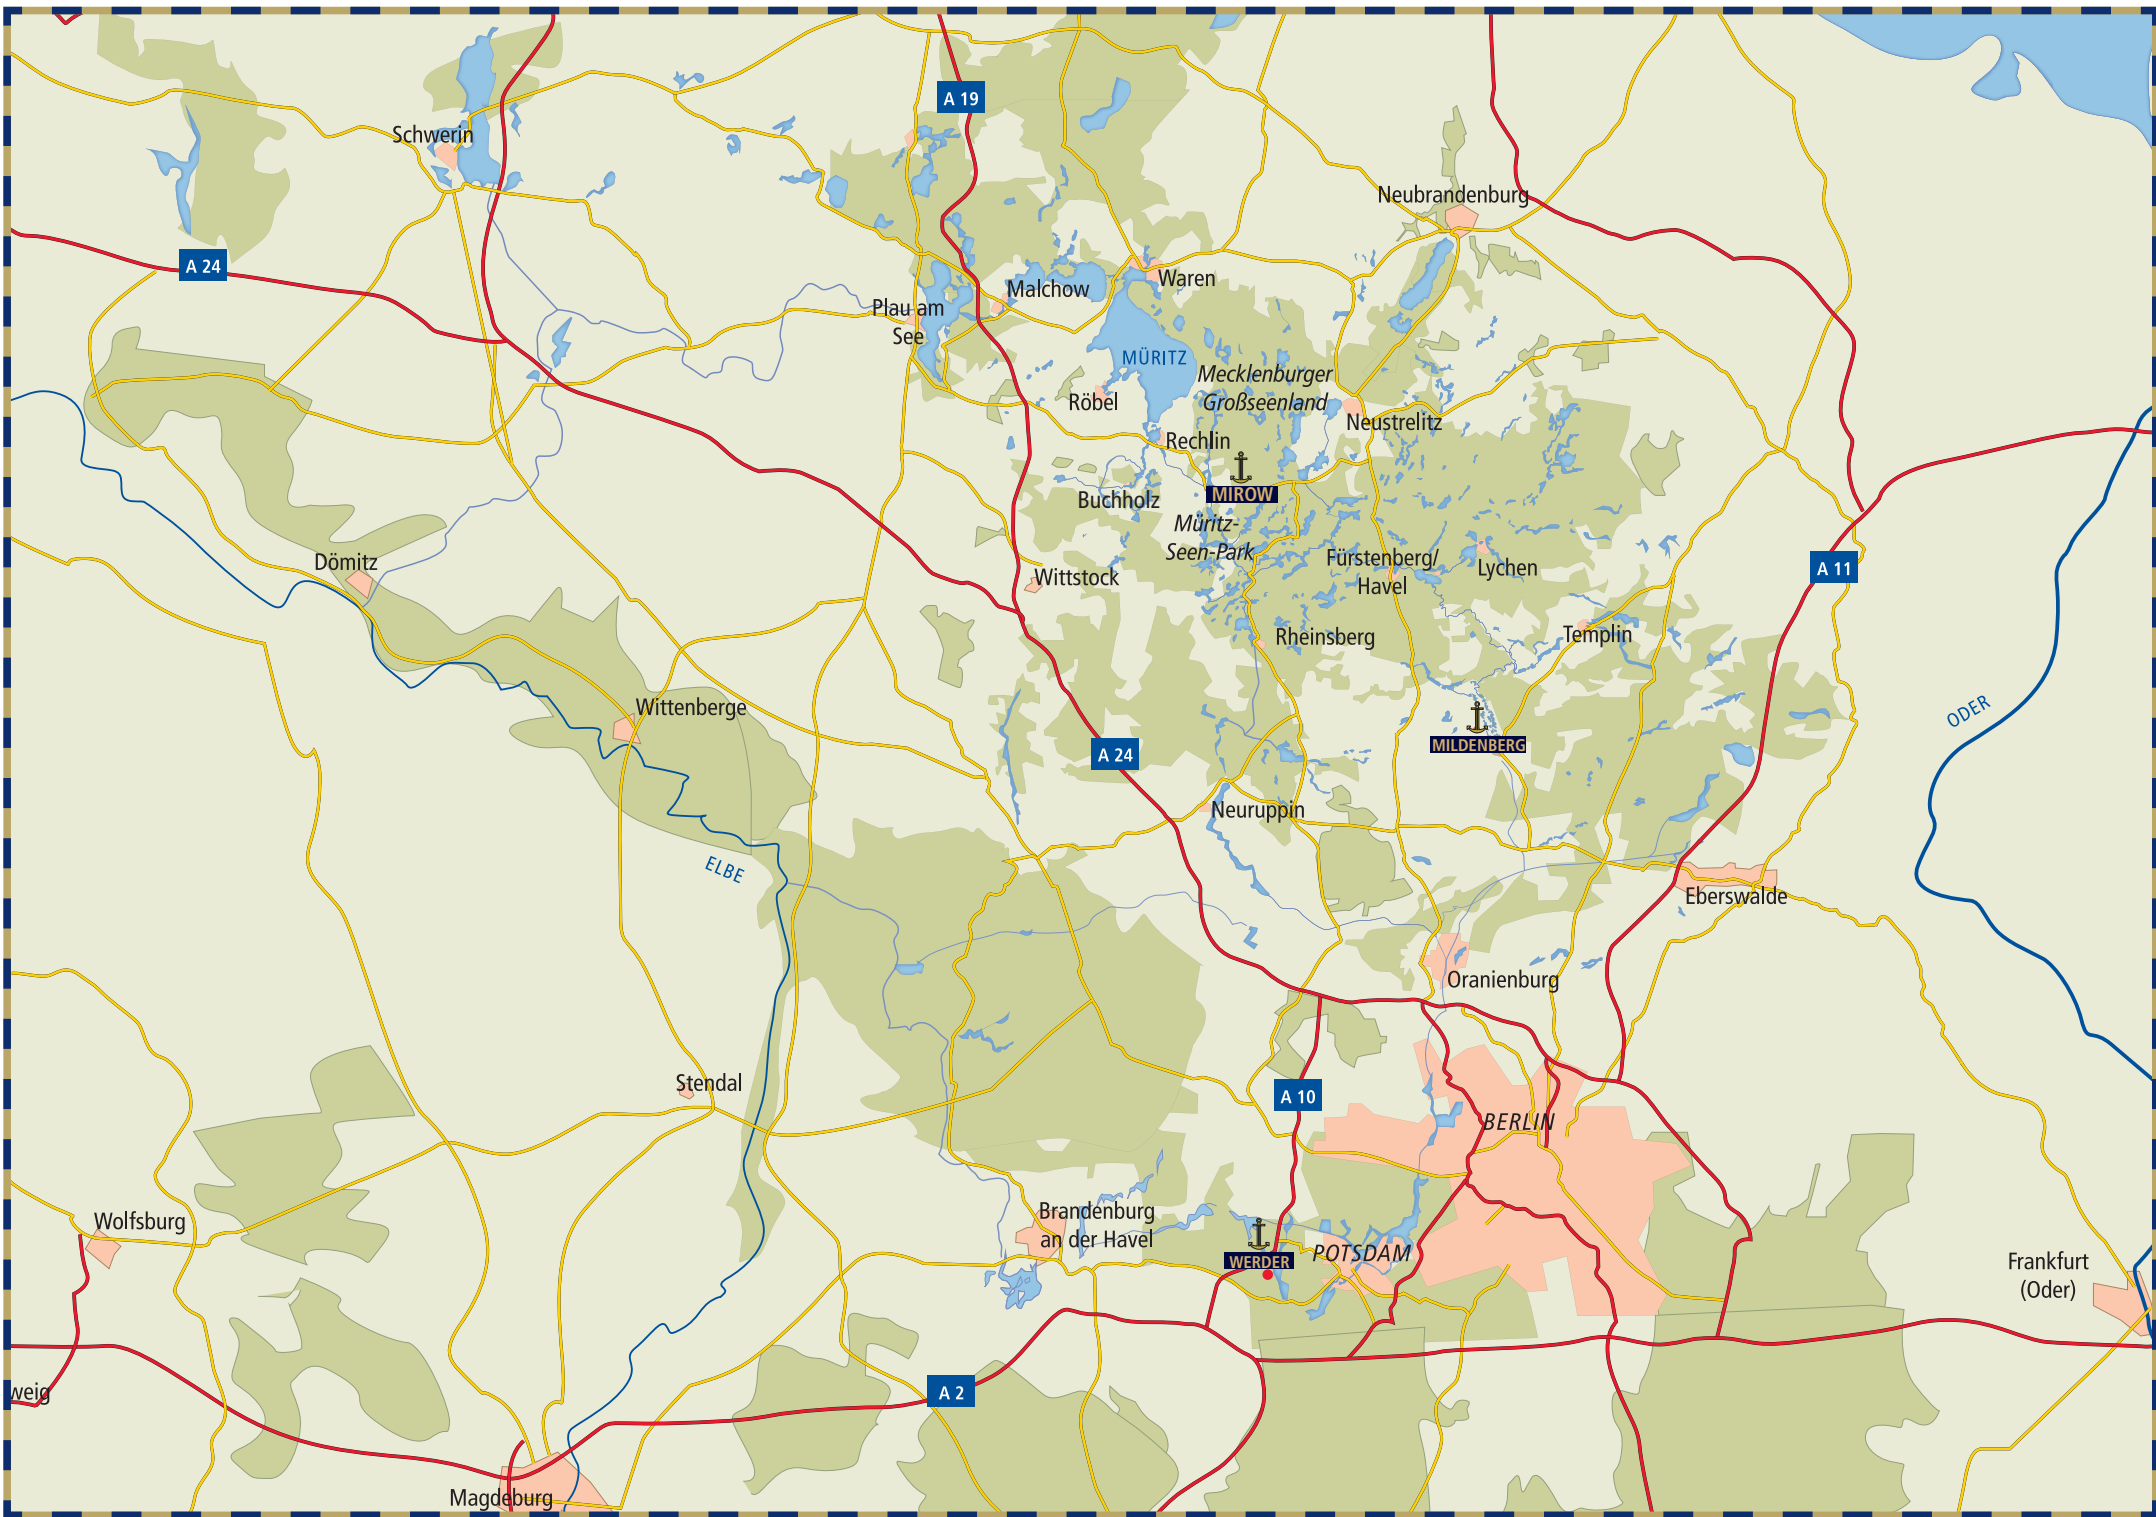 A 19
Schwerin
Neubrandenburg
A 24
Waren
Malchow
Plau am
See
MÜRITZ
Mecklenburger
Großseenland
Röbel
Neustrelitz
Rechlin
MIROW
Buchholz
Müritz-
Seen-Park
Fürstenberg/
Havel
Lychen
Dömitz
A 11
Wittstock
Rheinsberg
Templin
Wittenberge
ODER
MILDENBERG
A 24
Neuruppin
ELBE
Eberswalde
Oranienburg
Stendal
A 10
BERLIN
Wolfsburg
Brandenburg
an der Havel
WERDER
POTSDAM
Frankfurt
(Oder)
weig
A 2
Magdeburg